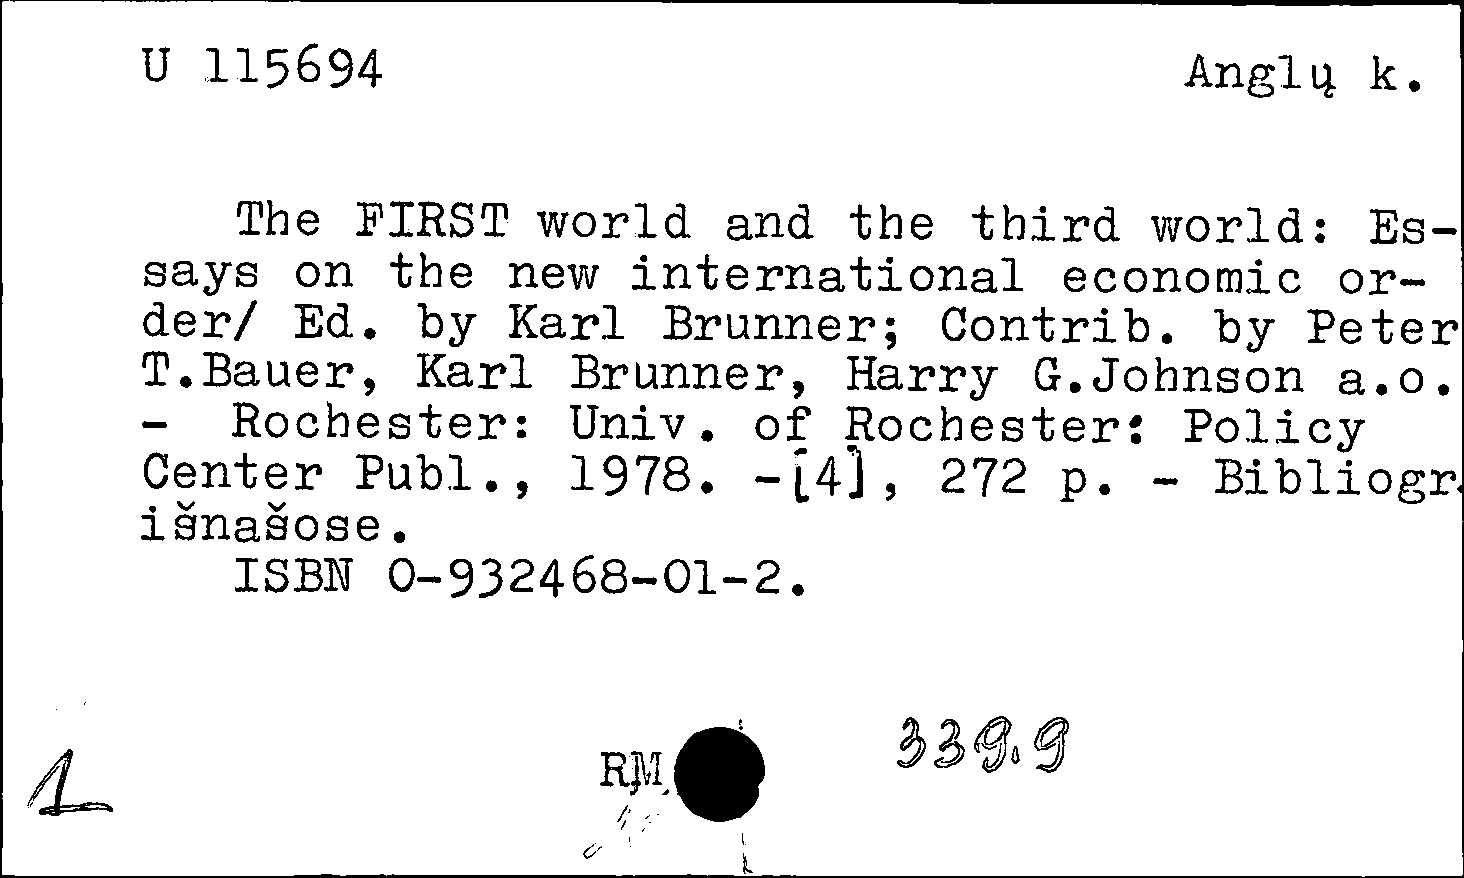 U 115694 Anglų k.
The FIRST world and the third world: Es-
says on the new international economic or-
der/ Ed. by Karl Brunner; Contrib. by Peter
T.Bauer, Karl Brunner, Harry G.Johnson a.o.
- Rochester: Univ. of Rochester: Policy
Center Publ., 1978. -[4], 272 p. - Bibliogr.
išnašose.
ISBN 0-932468-01-2.
339.9
RM
1